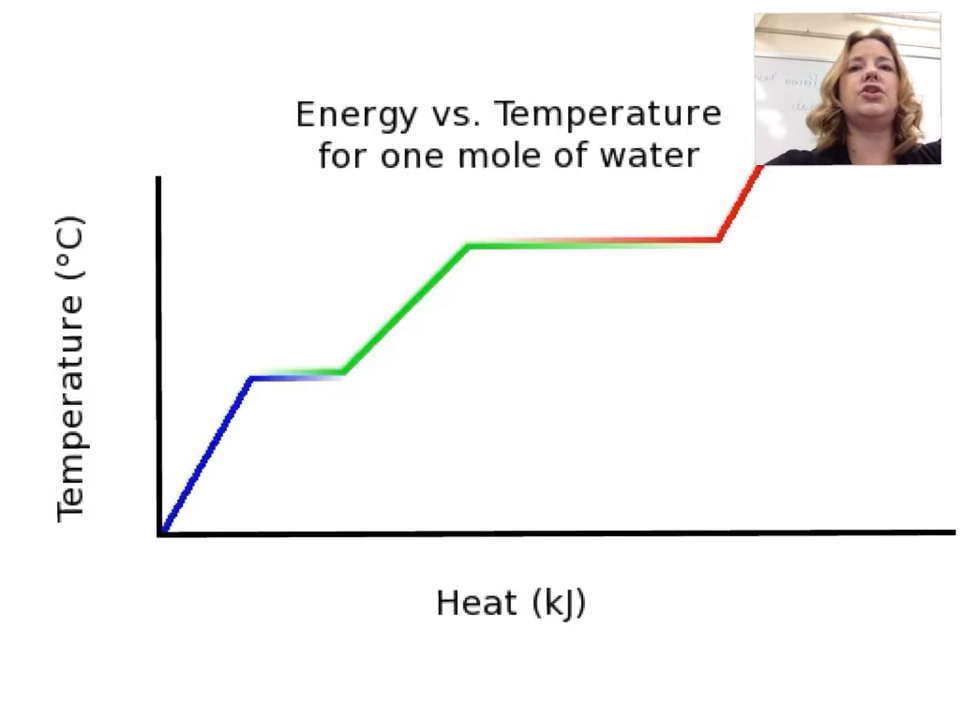 Energy vs. Temperature
for one mole of water
Temperature (°C)
Heat (kJ)